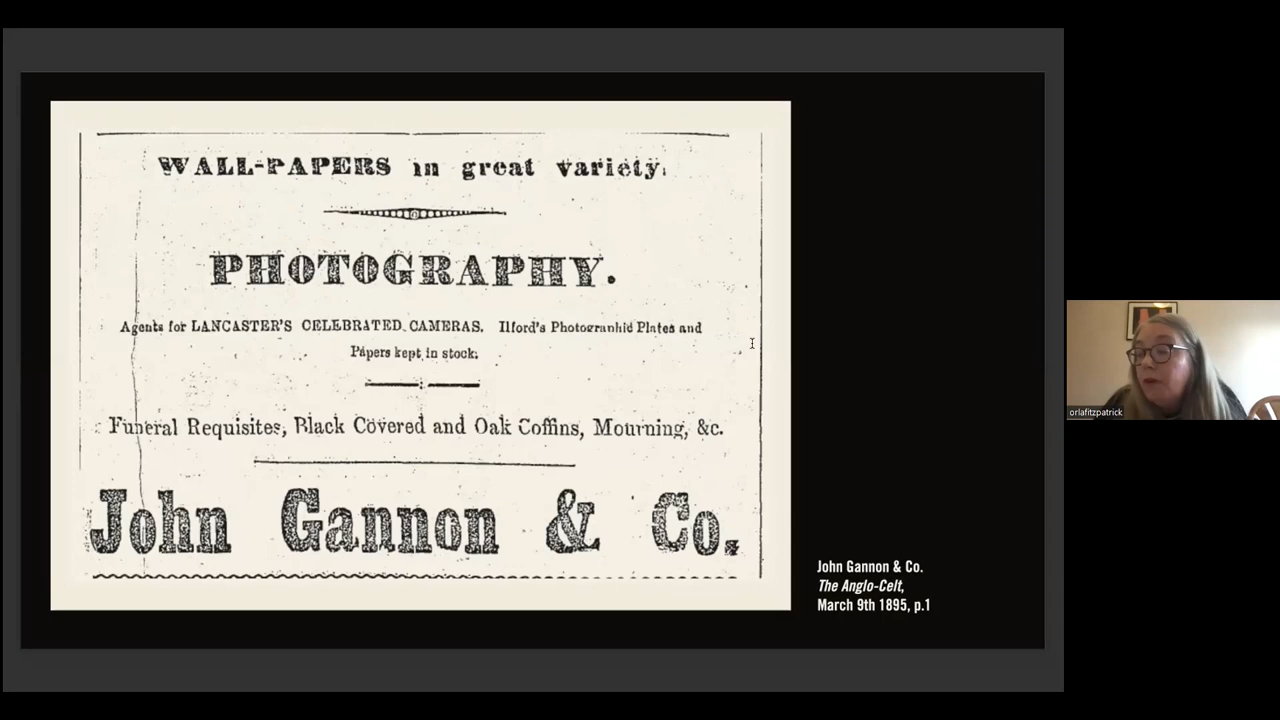 WALL-PAPERS in great variety.
PHOTOGRAPHY.
Agents for LANCASTER'S CELEBRATED CAMERAS. Ilford's Photographic Plates and
Papers kept in stock.
Funeral Requisites, Black Covered and Oak Coffins, Mourning, &c.
John Gannon & Co.
John Gannon & Co.
The Anglo-Celt,
March 9th 1895, p.1
orlafitzpatrick